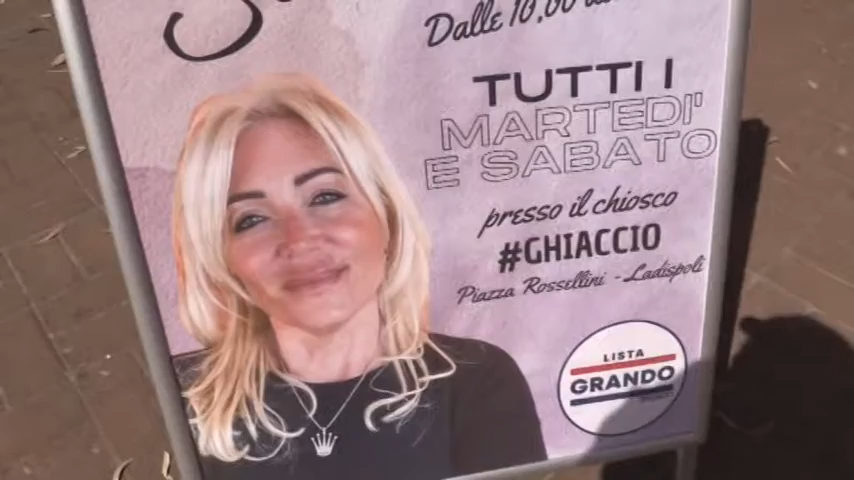 Dalle 10,00
TUTTI I
MARTEDI'
E SABATO
presso il chiosco
#GHIACCIO
Piazza Rossellini - Ladispoli
LISTA
GRANDO